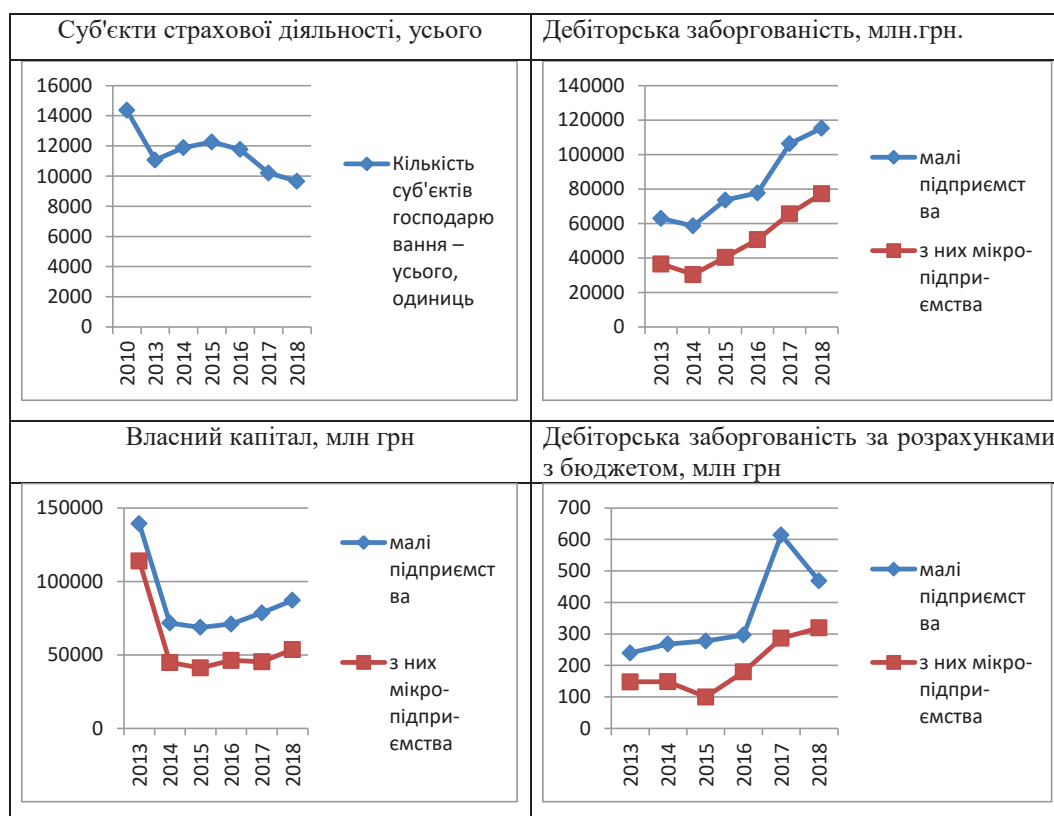 Суб'єкти страхової діяльності, усього
16000
14000
12000
10000
8000
6000
4000
2000
0
2010
2013
2014
2015
2016
2017
2018
Кількість
суб'єктів
господарю
вання –
усього,
одиниць
Дебіторська заборгованість, млн.грн.
140000
120000
100000
80000
60000
40000
20000
0
2013
2014
2015
2016
2017
2018
малі
підприємст
ва
з них мікро-
підпри-
ємства
Власний капітал, млн грн
150000
100000
50000
0
2013
2014
2015
2016
2017
2018
малі
підприємст
ва
з них
мікро-
підпри-
ємства
Дебіторська заборгованість за розрахунками
з бюджетом, млн грн
700
600
500
400
300
200
100
0
2013
2014
2015
2016
2017
2018
малі
підприємст
ва
з них мікро-
підпри-
ємства